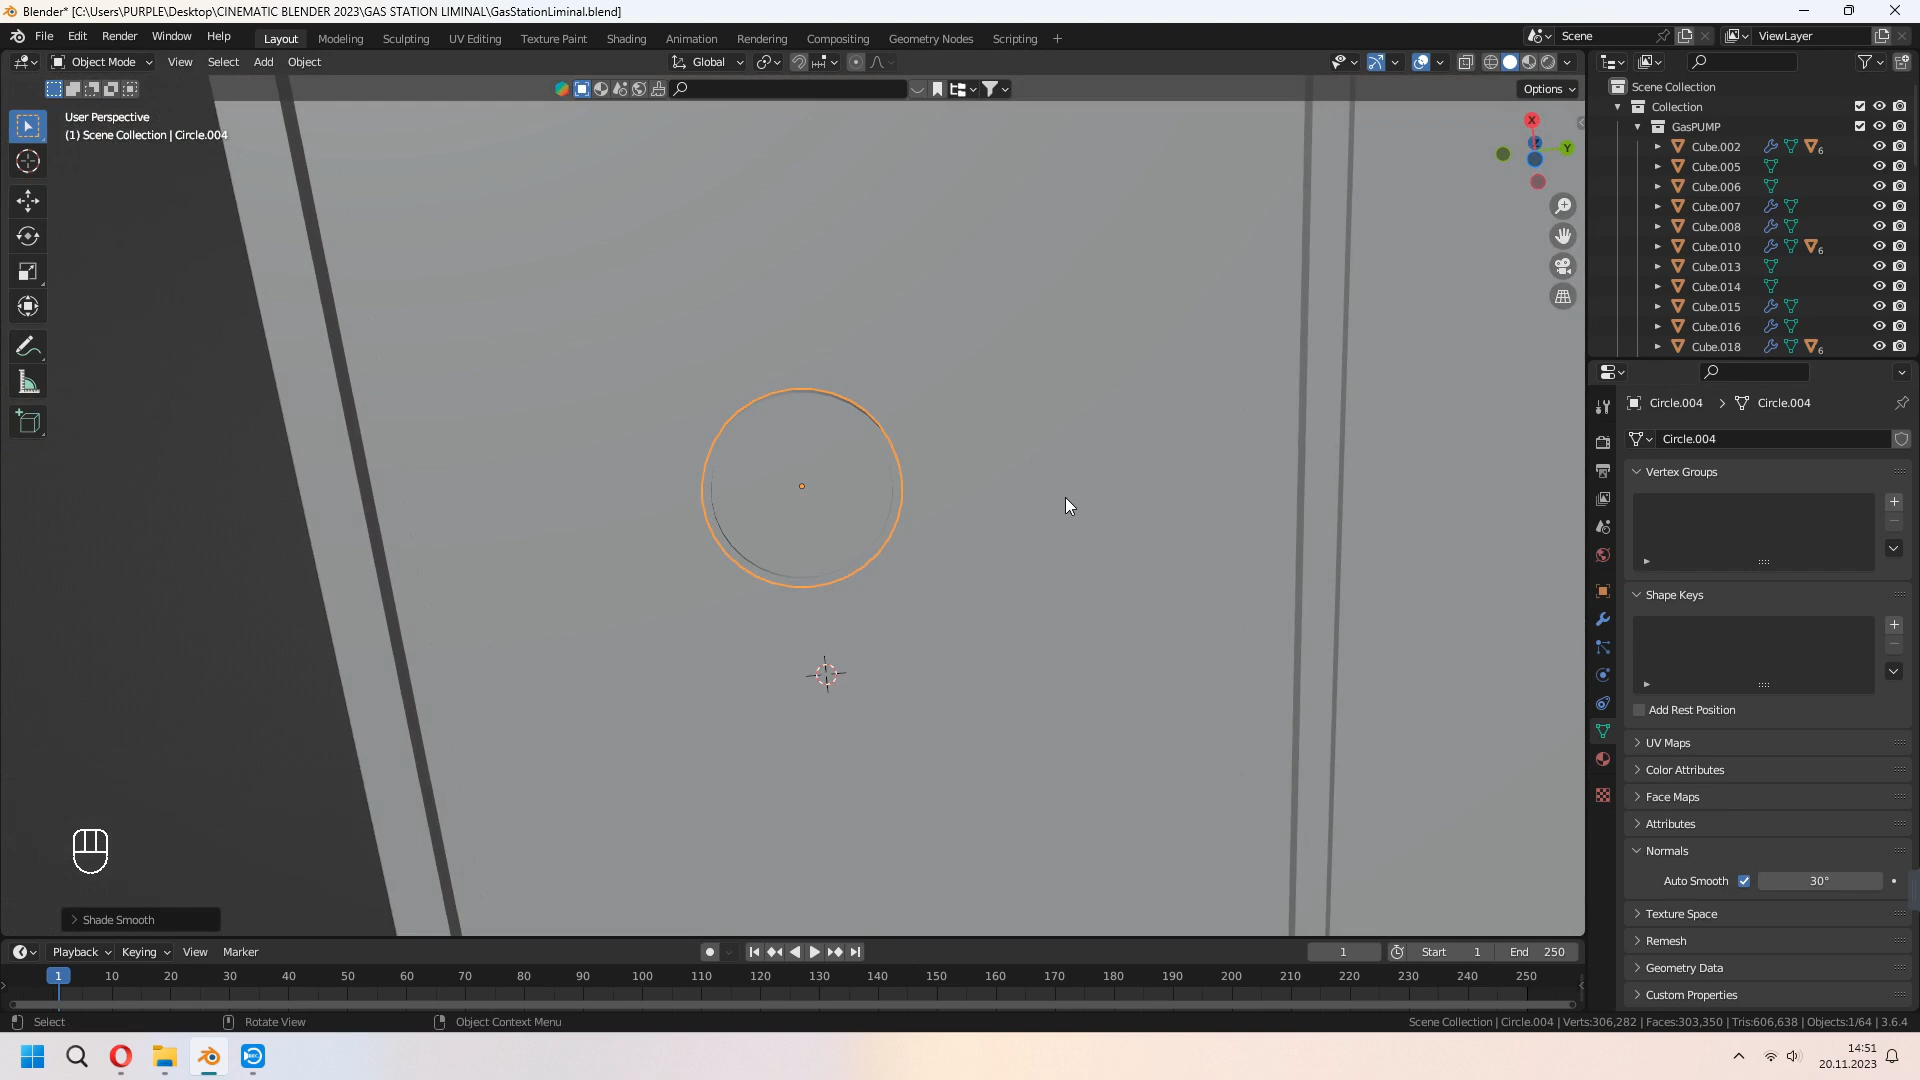 Blender* [C:\Users\PURPLE\Desktop\CINEMATIC BLENDER 2023\GAS STATION LIMINAL\GasStationLiminal.blend]
File Edit Render Window Help Layout Modeling Sculpting UV Editing Texture Paint Shading Animation Rendering Compositing Geometry Nodes Scripting + Scene ViewLayer
Object Mode View Select Add Object Global
Options
User Perspective
(1) Scene Collection | Circle.004
X
Y
Scene Collection
Collection
GasPUMP
Cube.002 6
Cube.005
Cube.006
Cube.007
Cube.008
Cube.010 6
Cube.013
Cube.014
Cube.015
Cube.016
Cube.018 6
Circle.004 > Circle.004
Circle.004
Vertex Groups
Shape Keys
Add Rest Position
UV Maps
Color Attributes
Face Maps
Attributes
Normals
Auto Smooth 30°
Texture Space
Remesh
Geometry Data
Custom Properties
Shade Smooth
Playback Keying View Marker 1 Start 1 End 250
1 10 20 30 40 50 60 70 80 90 100 110 120 130 140 150 160 170 180 190 200 210 220 230 240 250
Select Rotate View Object Context Menu Scene Collection | Circle.004 | Verts:306,282 | Faces:303,350 | Tris:606,638 | Objects:1/64 | 3.6.4
14:51
20.11.2023